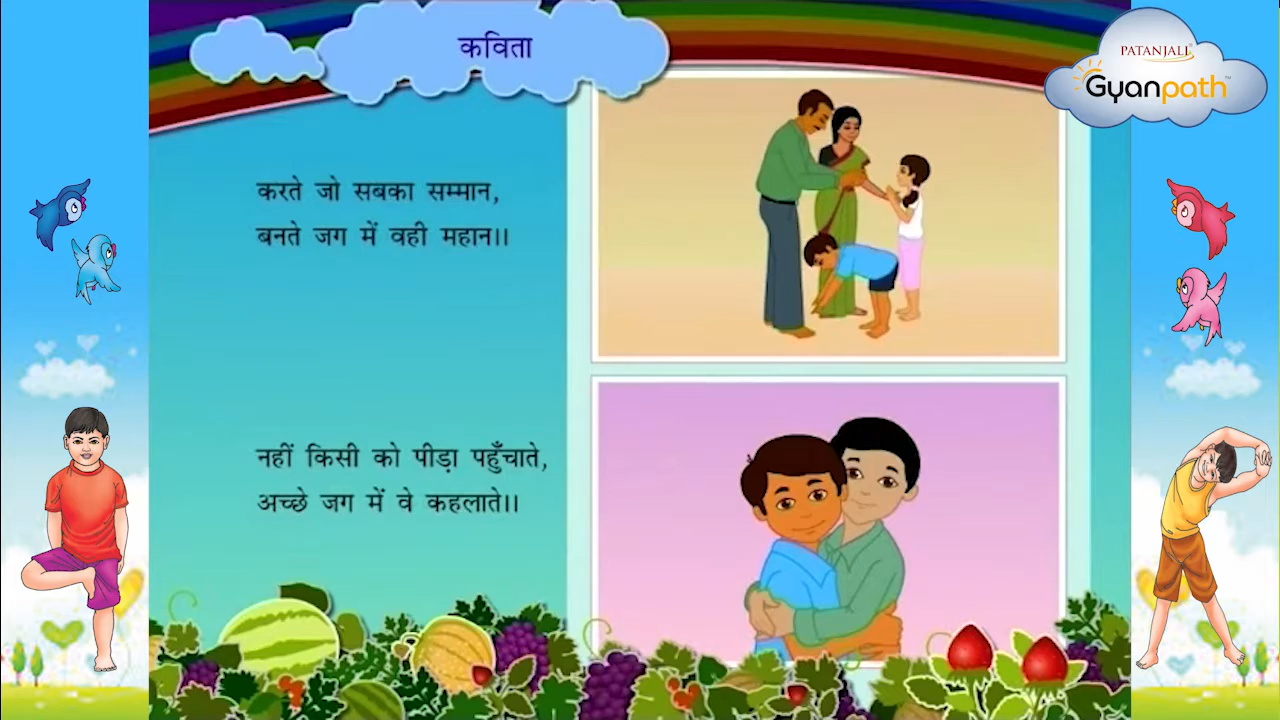 कविता
PATANJALI
Gyanpath
करते जो सबका सम्मान,
बनते जग में वही महान।।
नहीं किसी को पीड़ा पहुँचाते,
अच्छे जग में वे कहलाते।।